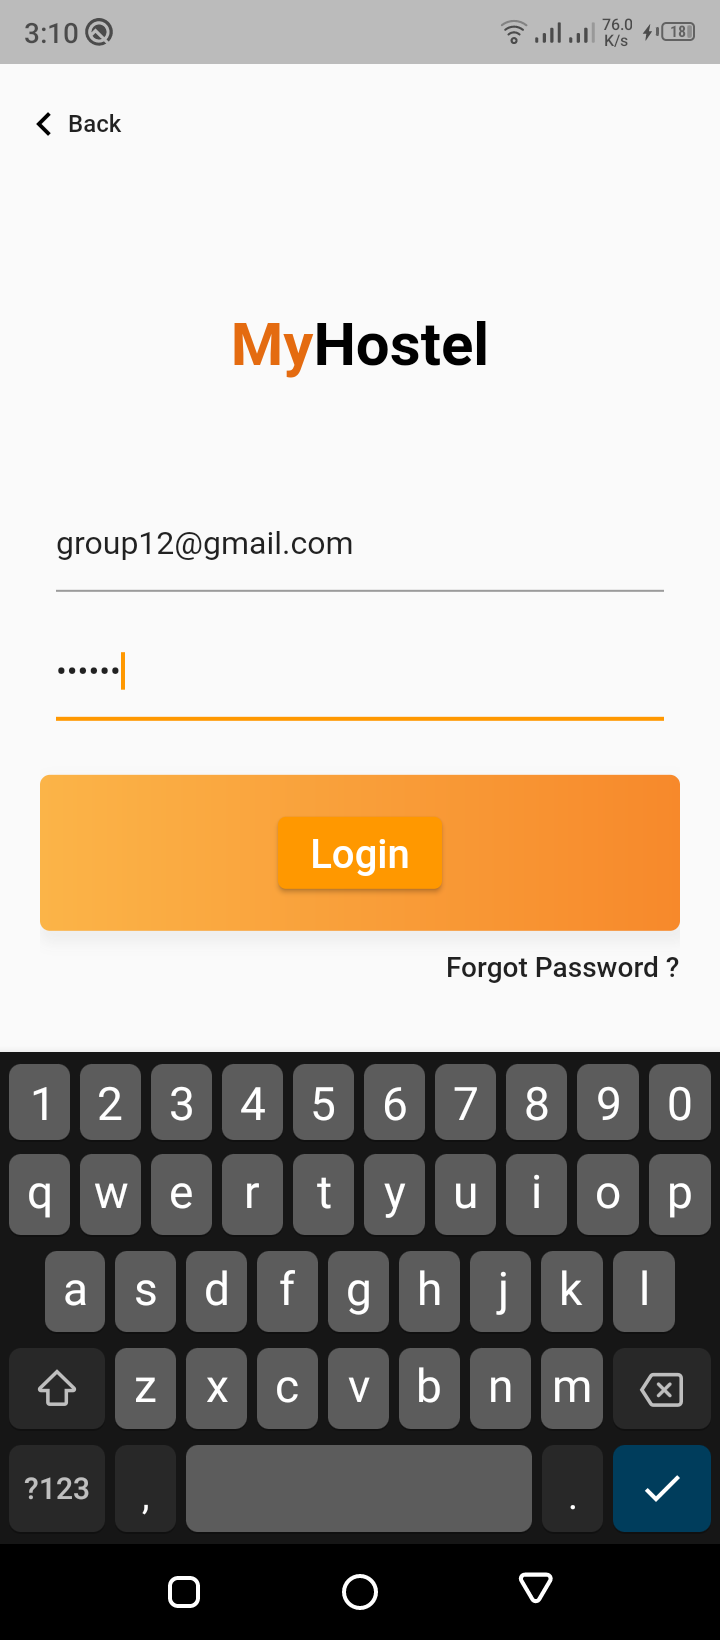 3:10 76.0 K/s 18
Back
MyHostel
group12@gmail.com
••••••
Login
Forgot Password ?
1 2 3 4 5 6 7 8 9 0
q w e r t y u i o p
a s d f g h j k l
z x c v b n m
?123 , .